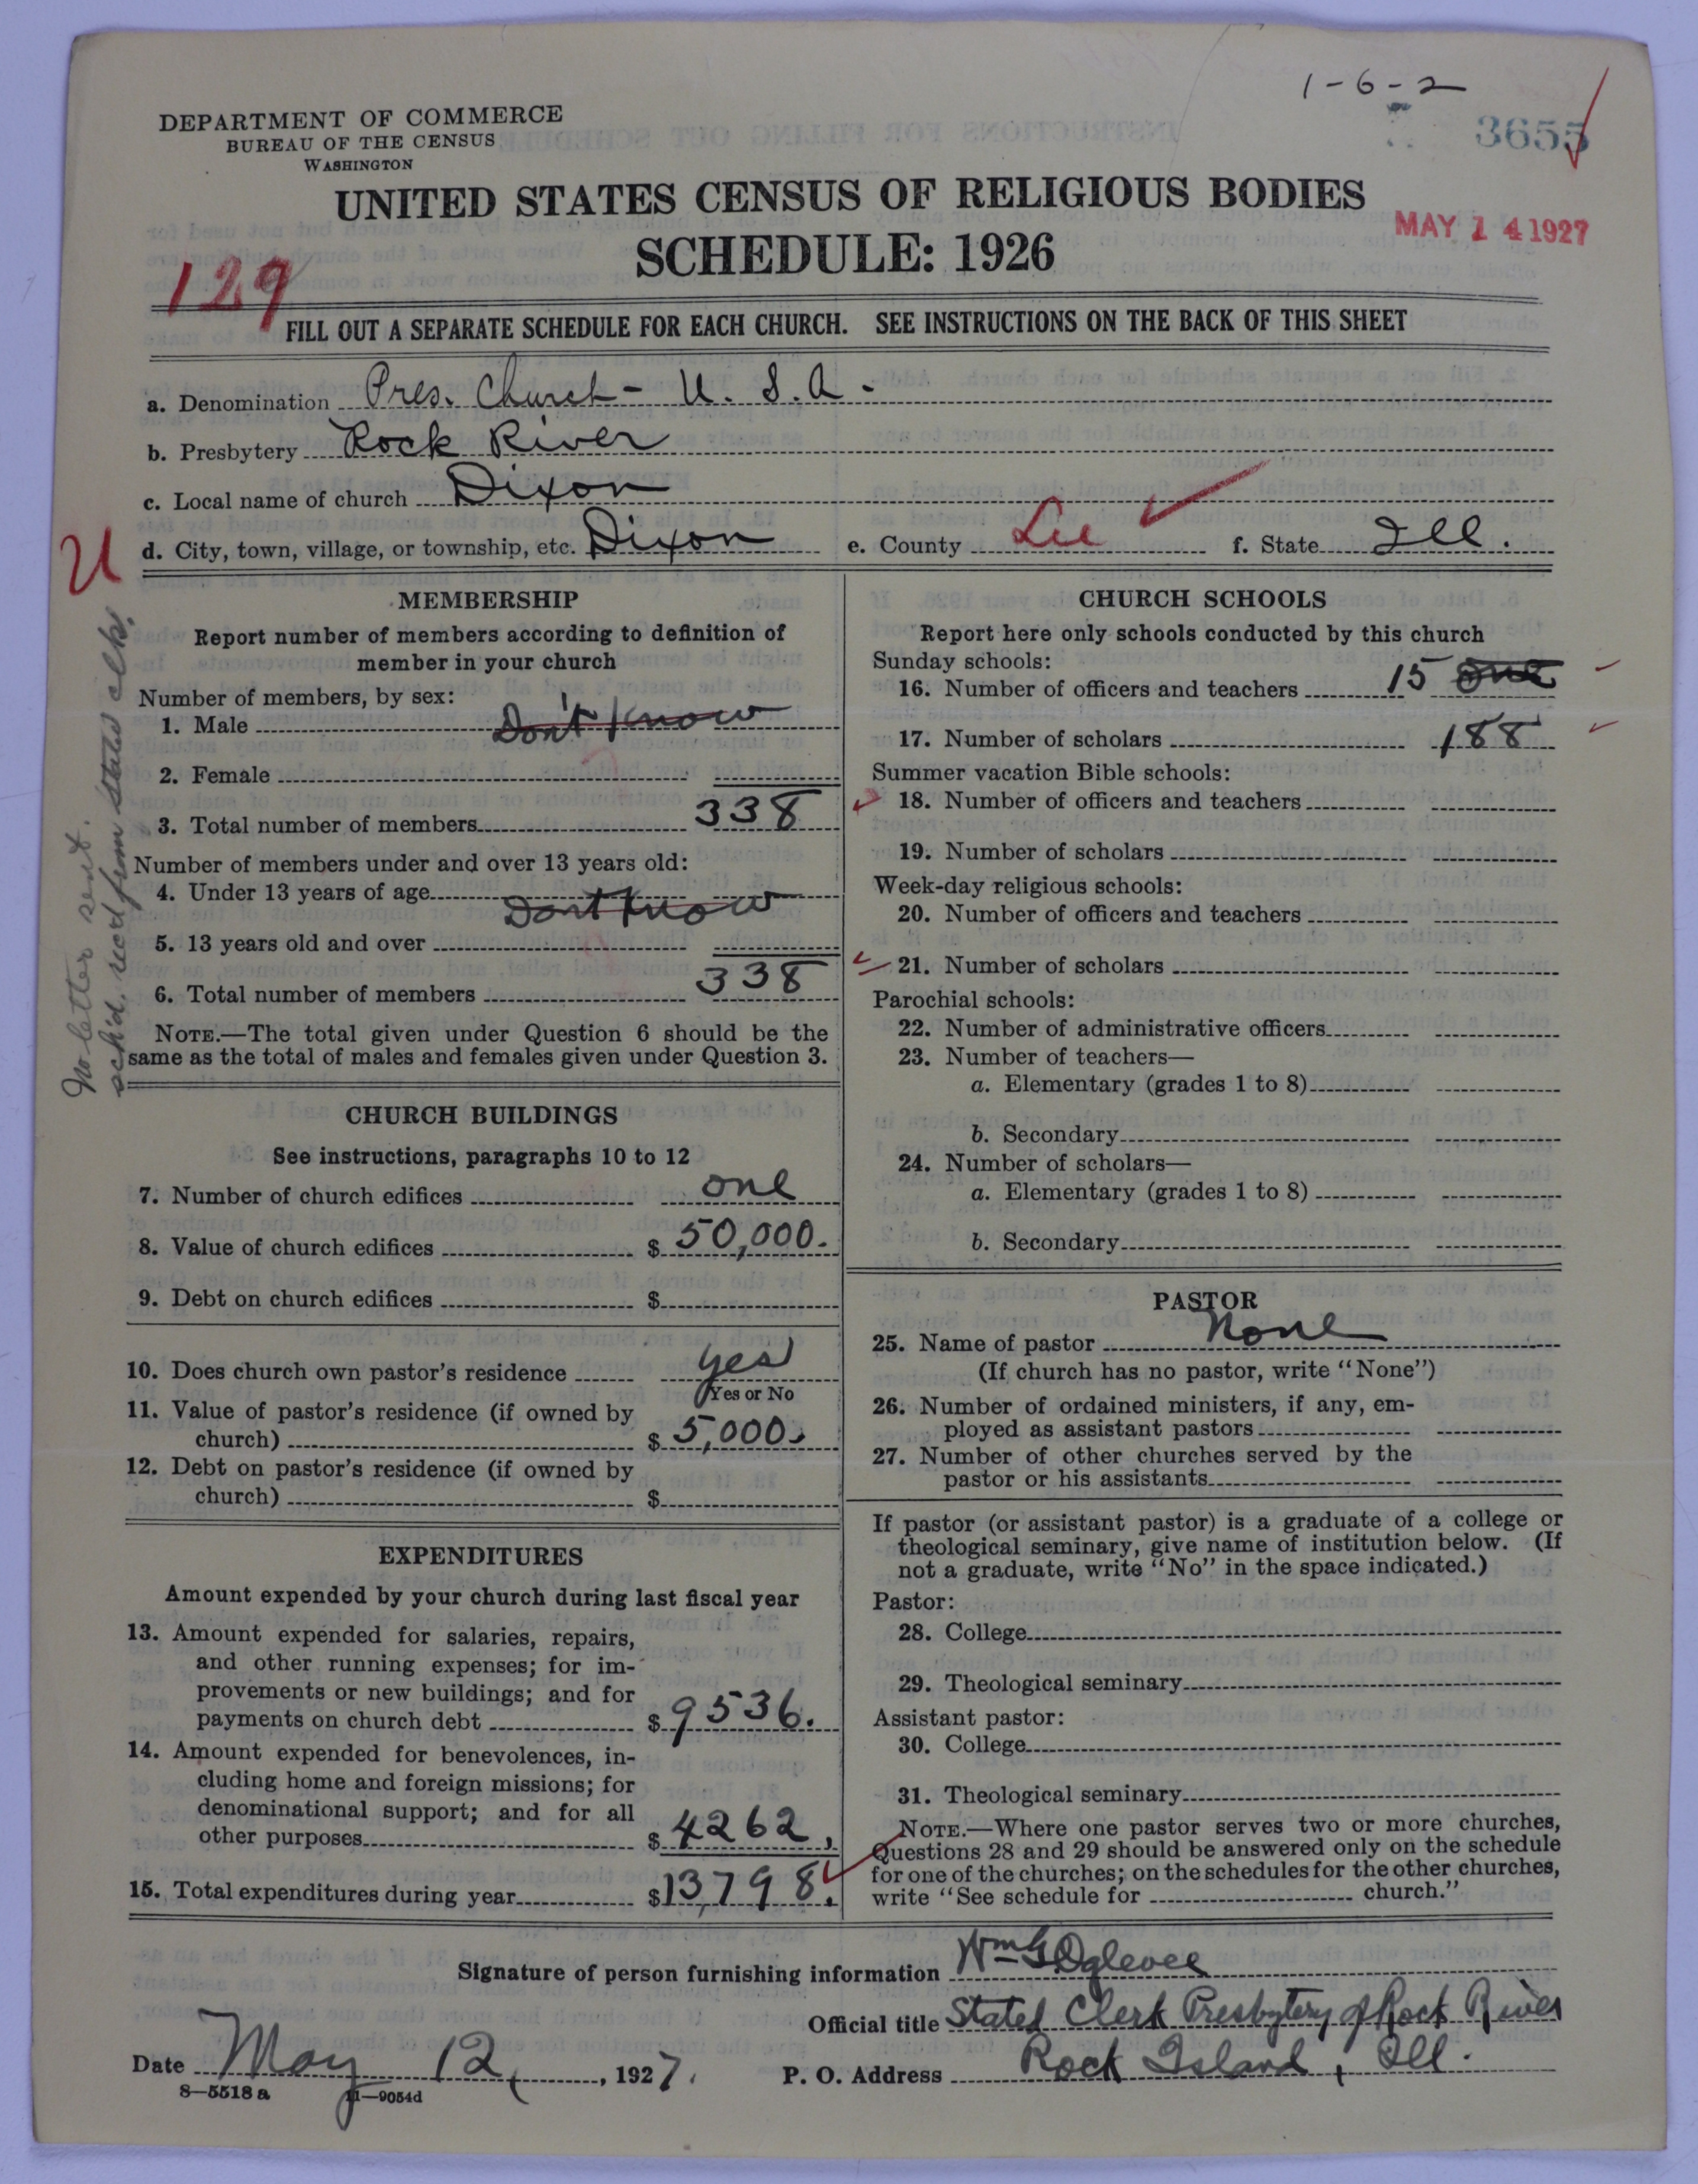 1-6-2
3655
DEPARTMENT OF COMMERCE
BUREAU OF THE CENSUS
WASHINGTON
UNITED STATES CENSUS OF RELIGIOUS BODIES
MAY 14 1927
SCHEDULE: 1926
129
FILL OUT A SEPARATE SCHEDULE FOR EACH CHURCH. SEE INSTRUCTIONS ON THE BACK OF THIS SHEET
a. Denomination Pres. Church - U. S. A -
b. Presbytery Rock River
c. Local name of church Dixon
U
d. City, town, village, or township, etc. Dixon e. County Lee f. State Ill.
No letter sent.
sch'd. rec'd from stated clk.
MEMBERSHIP
Report number of members according to definition of
member in your church
Number of members, by sex:
1. Male Don't know
2. Female
3. Total number of members 338
Number of members under and over 13 years old:
4. Under 13 years of age Dont know
5. 13 years old and over
6. Total number of members 338
NOTE.—The total given under Question 6 should be the
same as the total of males and females given under Question 3.
CHURCH BUILDINGS
See instructions, paragraphs 10 to 12
7. Number of church edifices one
8. Value of church edifices $ 50,000.
9. Debt on church edifices $
10. Does church own pastor's residence yes
Yes or No
11. Value of pastor's residence (if owned by
church) $ 5,000.
12. Debt on pastor's residence (if owned by
church) $
EXPENDITURES
Amount expended by your church during last fiscal year
13. Amount expended for salaries, repairs,
and other running expenses; for im-
provements or new buildings; and for
payments on church debt $ 9536.
14. Amount expended for benevolences, in-
cluding home and foreign missions; for
denominational support; and for all
other purposes $ 4262,
15. Total expenditures during year $ 13,798.
CHURCH SCHOOLS
Report here only schools conducted by this church
Sunday schools:
16. Number of officers and teachers 15 one
17. Number of scholars 188
Summer vacation Bible schools:
18. Number of officers and teachers
19. Number of scholars
Week-day religious schools:
20. Number of officers and teachers
21. Number of scholars
Parochial schools:
22. Number of administrative officers
23. Number of teachers—
a. Elementary (grades 1 to 8)
b. Secondary
24. Number of scholars—
a. Elementary (grades 1 to 8)
b. Secondary
PASTOR
25. Name of pastor None
(If church has no pastor, write "None")
26. Number of ordained ministers, if any, em-
ployed as assistant pastors
27. Number of other churches served by the
pastor or his assistants
If pastor (or assistant pastor) is a graduate of a college or
theological seminary, give name of institution below. (If
not a graduate, write "No" in the space indicated.)
Pastor:
28. College
29. Theological seminary
Assistant pastor:
30. College
31. Theological seminary
NOTE.—Where one pastor serves two or more churches,
Questions 28 and 29 should be answered only on the schedule
for one of the churches; on the schedules for the other churches,
write "See schedule for church."
Signature of person furnishing information Wm G Oglevee
Official title Stated Clerk Presbytery of Rock River
Date May 12, 1927. P. O. Address Rock Island, Ill.
8—5518 a 11—9054d